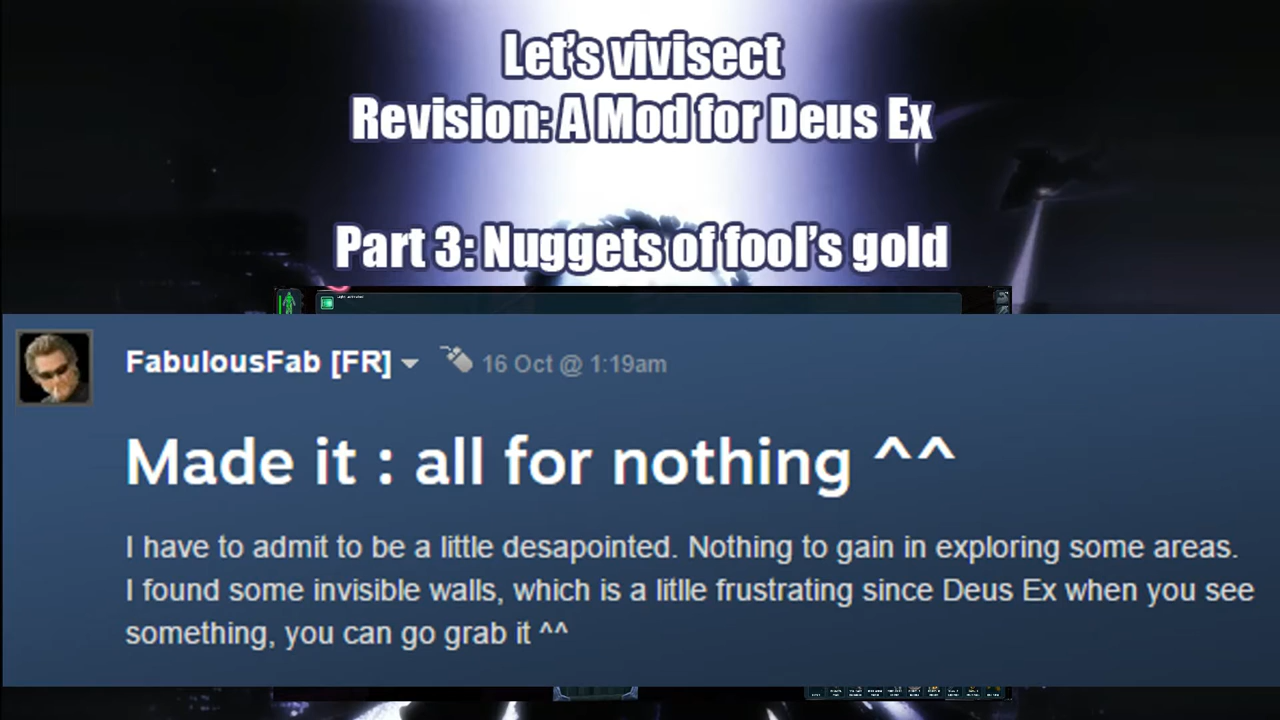 Let's vivisect
Revision: A Mod for Deus Ex
Part 3: Nuggets of fool's gold
FabulousFab [FR] 16 Oct @ 1:19am
Made it : all for nothing ^^
I have to admit to be a little desapointed. Nothing to gain in exploring some areas.
I found some invisible walls, which is a litlle frustrating since Deus Ex when you see
something, you can go grab it ^^